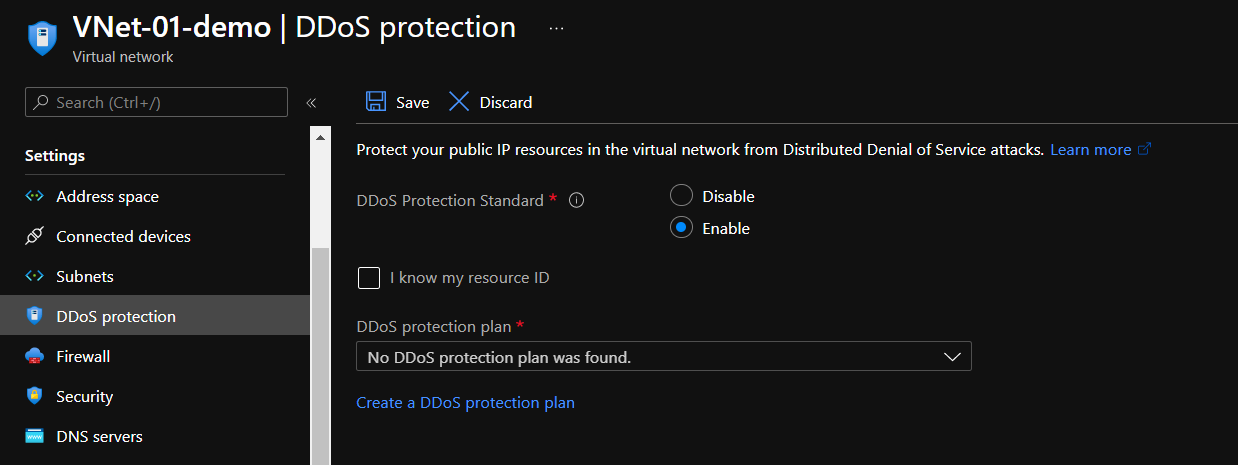 VNet-01-demo | DDoS protection ...
Virtual network
Search (Ctrl+/)
«
Save
Discard
Settings
Address space
Connected devices
Subnets
DDoS protection
Firewall
Security
DNS servers
Protect your public IP resources in the virtual network from Distributed Denial of Service attacks. Learn more
DDoS Protection Standard *
Disable
Enable
I know my resource ID
DDoS protection plan *
No DDoS protection plan was found.
Create a DDoS protection plan